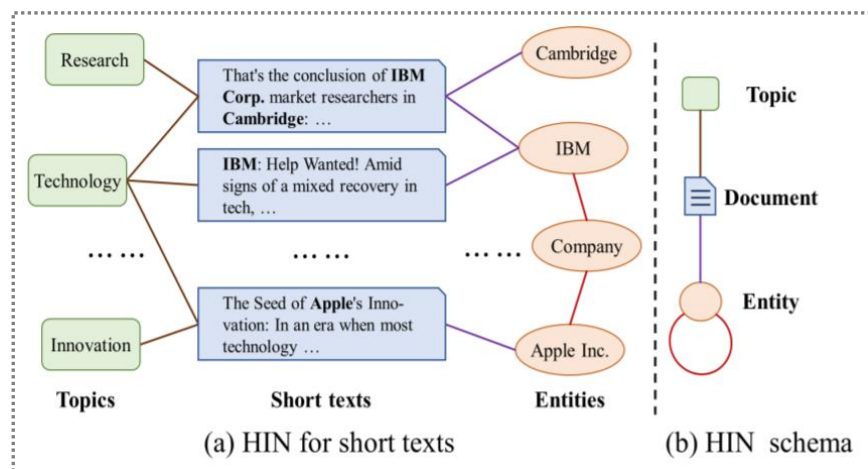 Research
Technology
…… 
Innovation
Topics
That's the conclusion of IBM
Corp. market researchers in
Cambridge: …
IBM: Help Wanted! Amid
signs of a mixed recovery in
tech, …
……
The Seed of Apple's Inno-
vation: In an era when most
technology …
Short texts
Cambridge
IBM
Company
……
Apple Inc.
Entities
(a) HIN for short texts
Topic
Document
Entity
(b) HIN schema